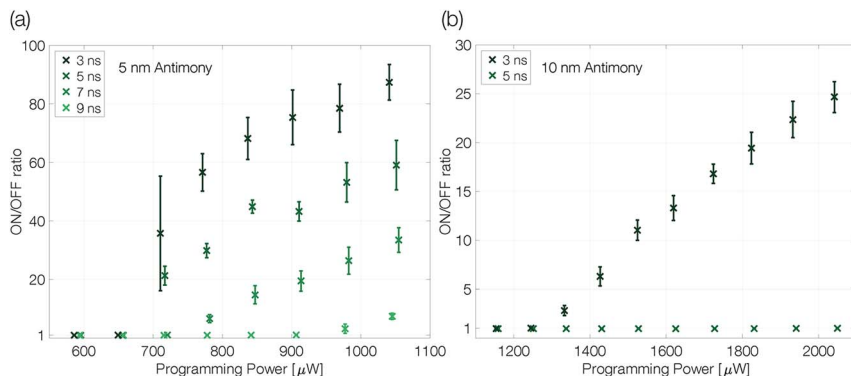 (a)
100
80
60
40
20
1
ON/OFF ratio
3 ns
5 ns
7 ns
9 ns
5 nm Antimony
600 700 800 900 1000 1100
Programming Power [μW]
(b)
30
25
20
15
10
5
1
ON/OFF ratio
3 ns
5 ns
10 nm Antimony
1200 1400 1600 1800 2000
Programming Power [μW]